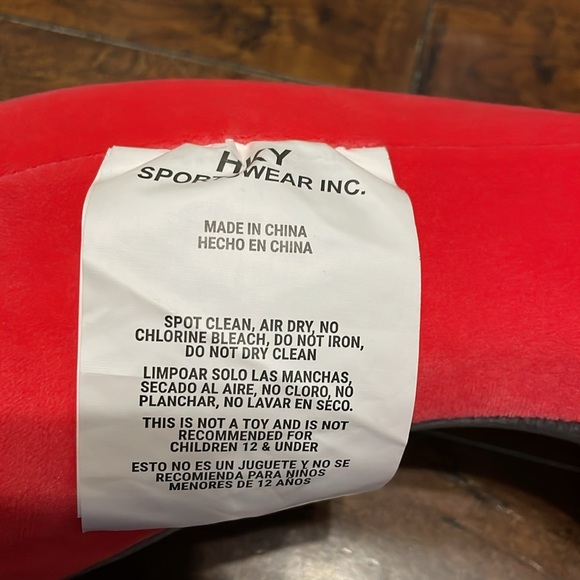 SPORTSWEAR INC.
MADE IN CHINA
HECHO EN CHINA
SPOT CLEAN, AIR DRY, NO
CHLORINE BLEACH, DO NOT IRON,
DO NOT DRY CLEAN
LIMPOAR SOLO LAS MANCHAS,
SECADO AL AIRE, NO CLORO, NO
PLANCHAR, NO LAVAR EN SECO.
THIS IS NOT A TOY AND IS NOT
RECOMMENDED FOR
CHILDREN 12 & UNDER
ESTO NO ES UN JUGUETE Y NO SE
RECOMIENDA PARA NIÑOS
MENORES DE 12 AÑOS